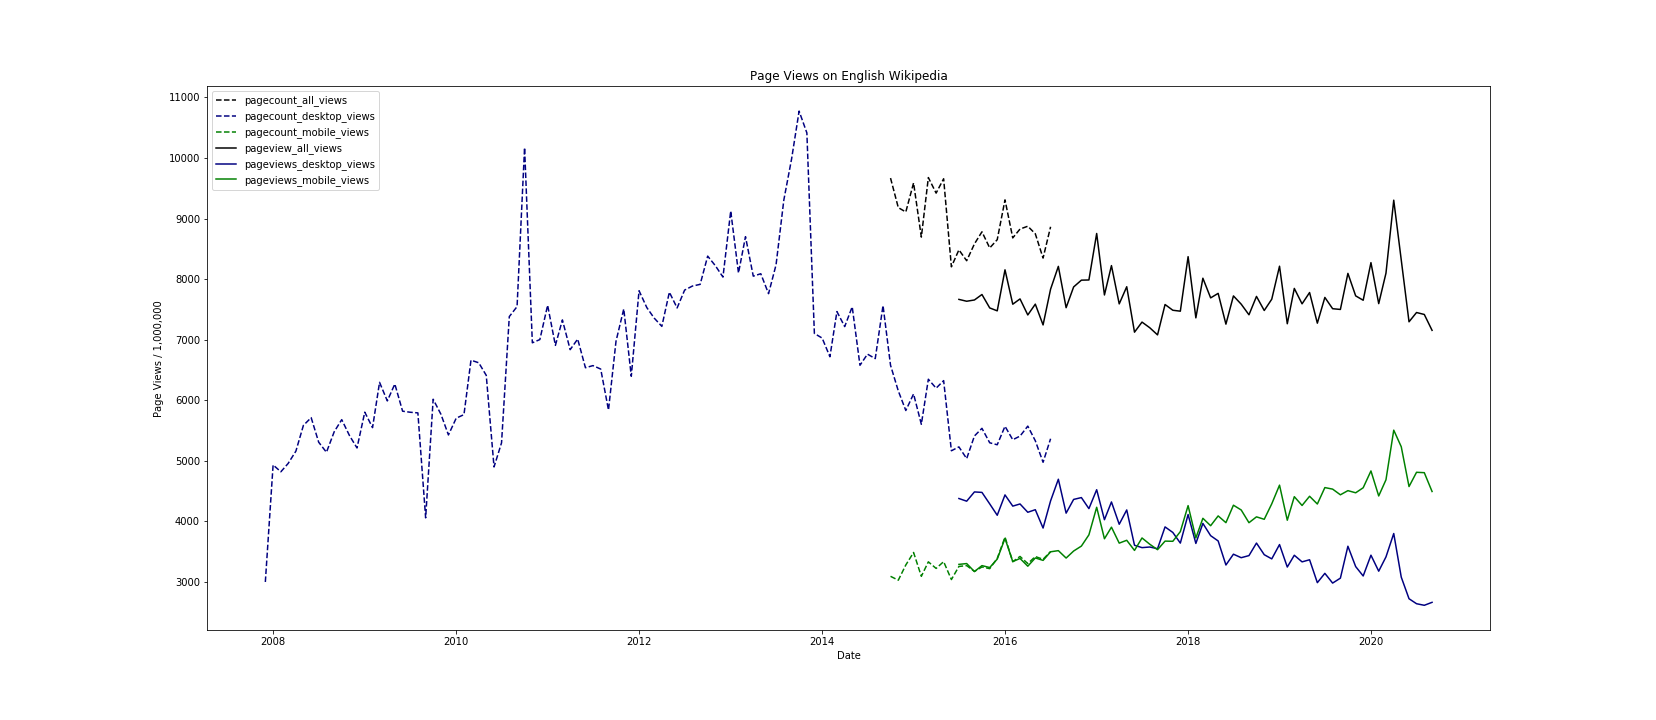 Page Views on English Wikipedia
11000
10000
9000
8000
7000
6000
5000
4000
3000
Page Views / 1,000,000
pagecount_all_views
pagecount_desktop_views
pagecount_mobile_views
pageview_all_views
pageviews_desktop_views
pageviews_mobile_views
2008 2010 2012 2014 2016 2018 2020
Date